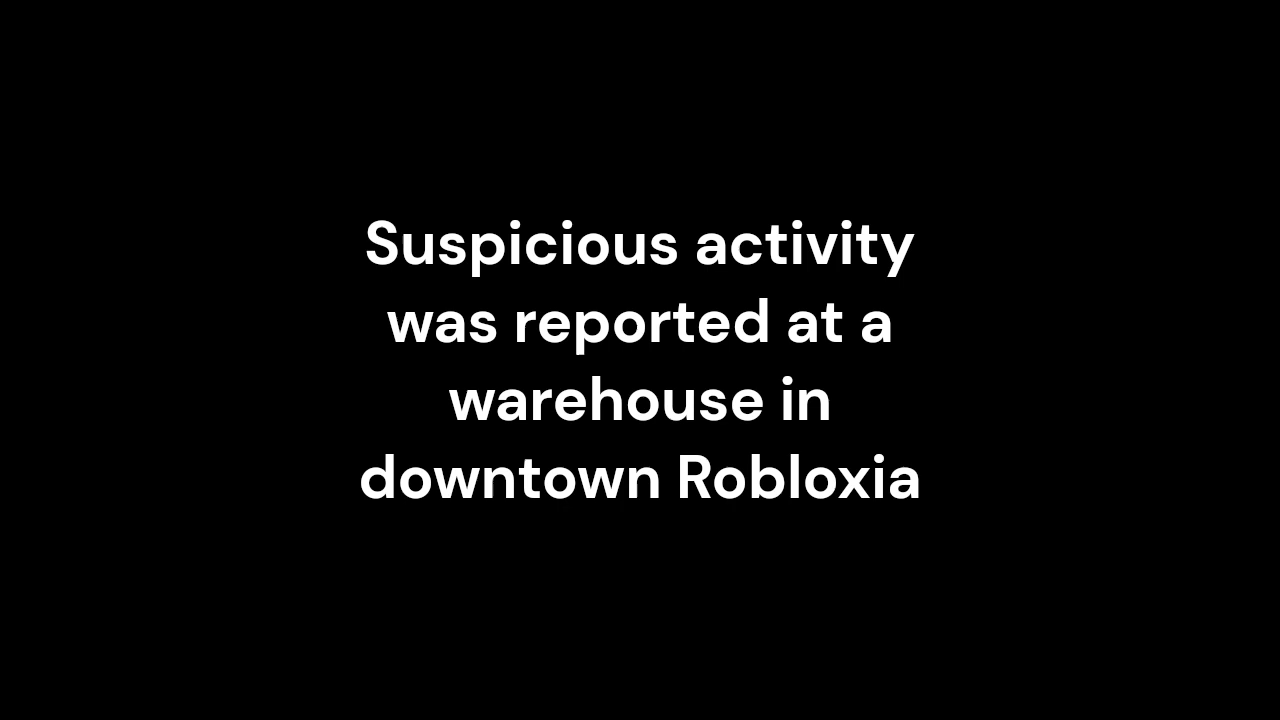 Suspicious activity
was reported at a
warehouse in
downtown Robloxia